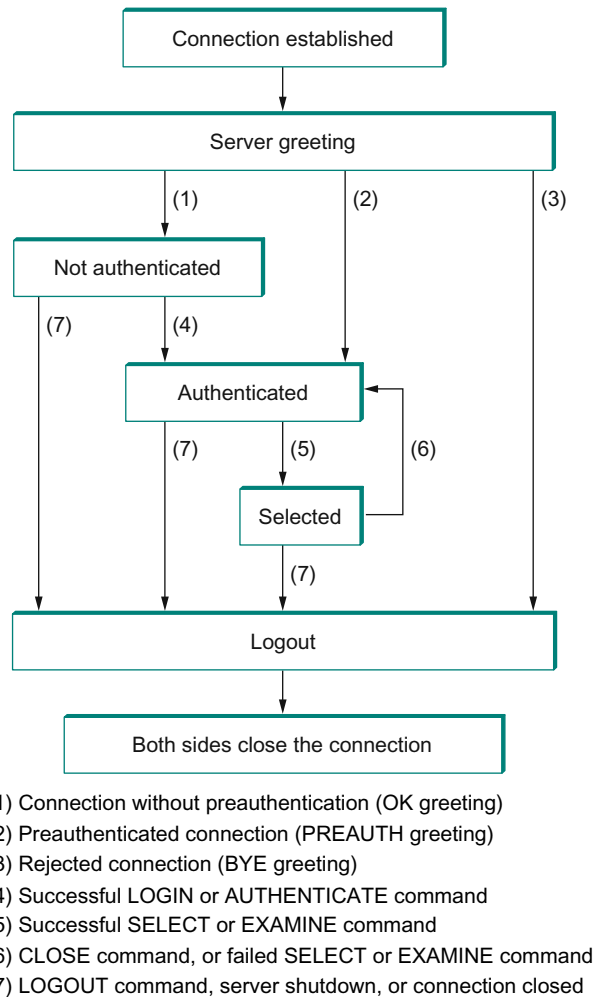 Connection established
Server greeting
(1)
(2)
(3)
Not authenticated
(7)
(4)
Authenticated
(7)
(5)
(6)
Selected
(7)
Logout
Both sides close the connection
1) Connection without preauthentication (OK greeting)
2) Preauthenticated connection (PREAUTH greeting)
3) Rejected connection (BYE greeting)
4) Successful LOGIN or AUTHENTICATE command
5) Successful SELECT or EXAMINE command
6) CLOSE command, or failed SELECT or EXAMINE command
7) LOGOUT command, server shutdown, or connection closed